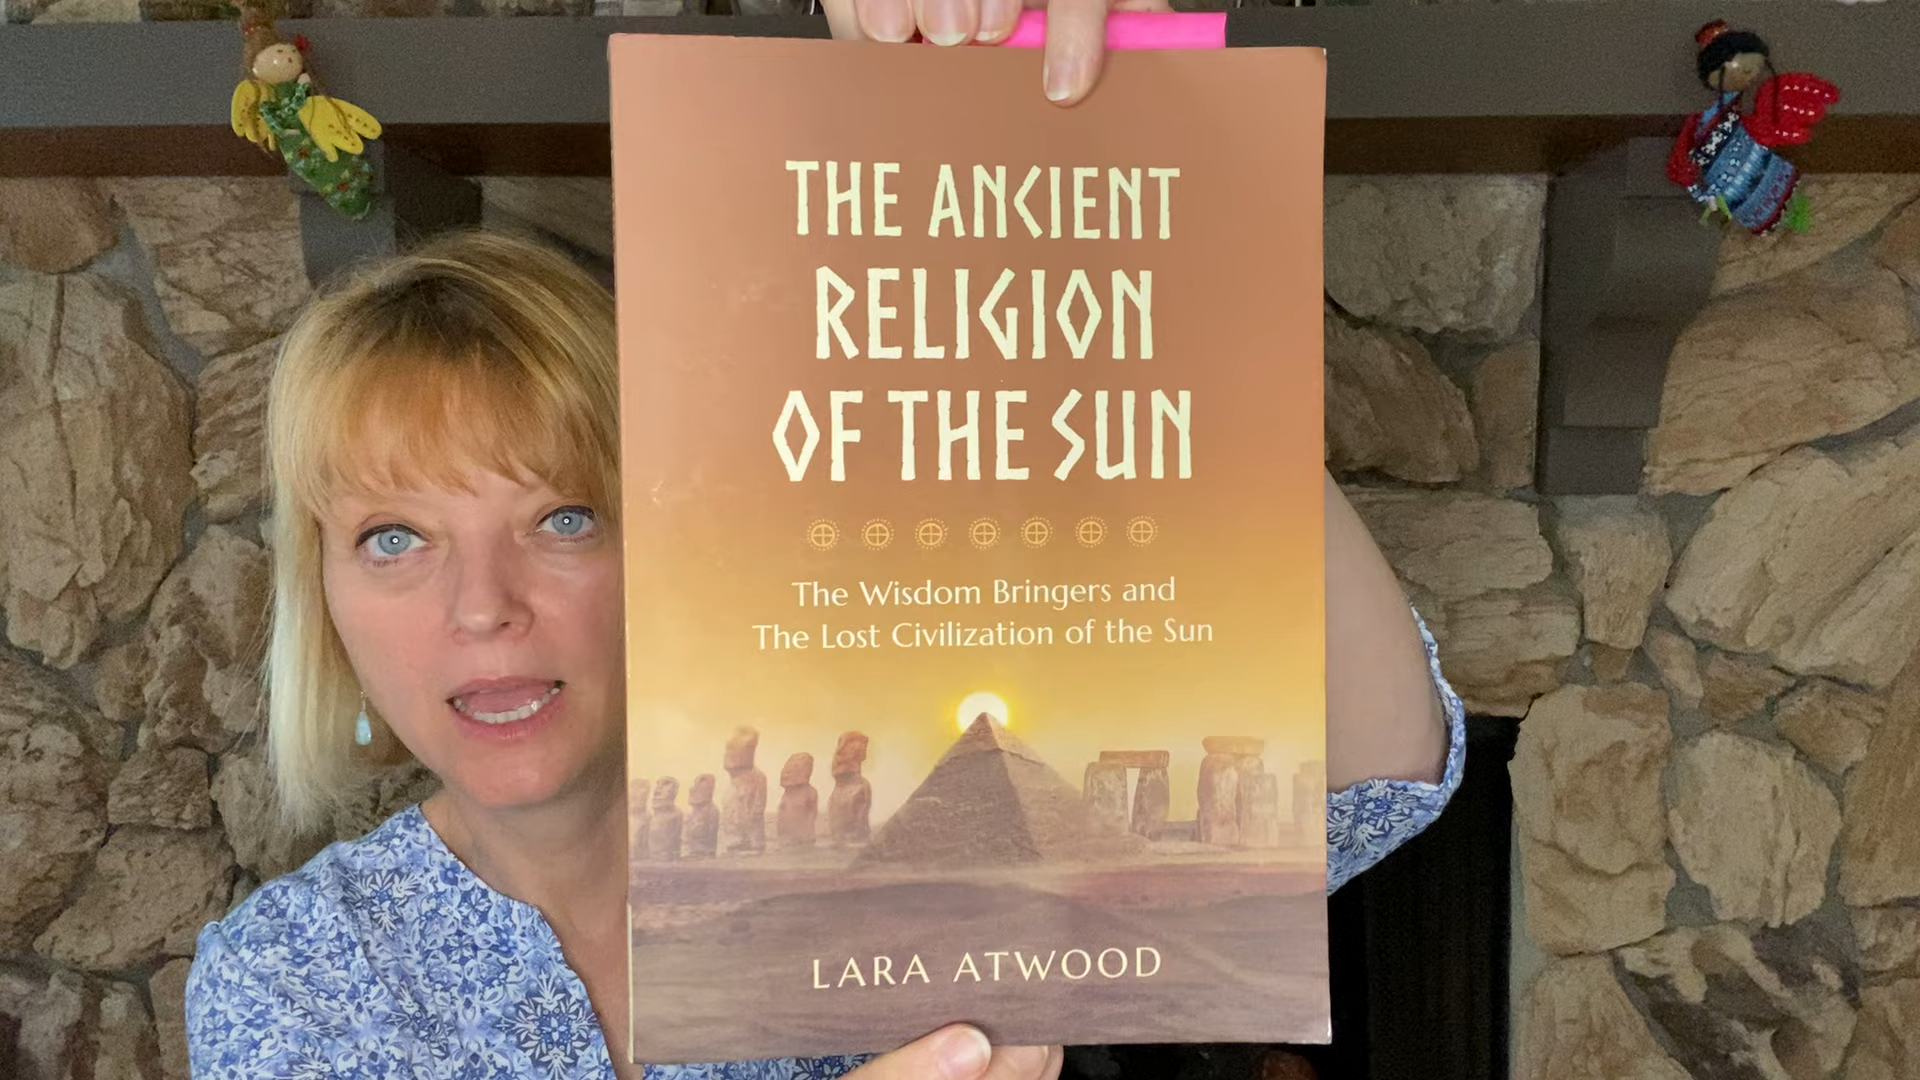 THE ANCIENT
RELIGION
OF THE SUN
The Wisdom Bringers and
The Lost Civilization of the Sun
LARA ATWOOD